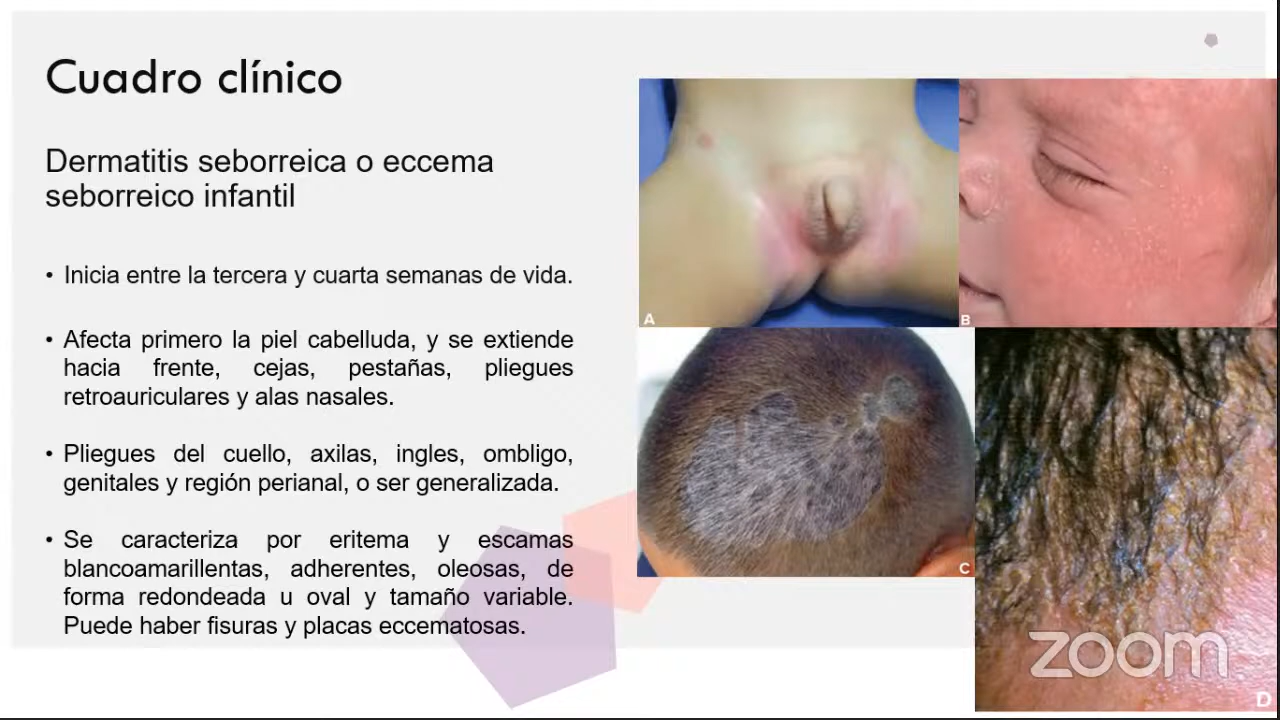 Cuadro clínico
Dermatitis seborreica o eccema
seborreico infantil
• Inicia entre la tercera y cuarta semanas de vida.
• Afecta primero la piel cabelluda, y se extiende
hacia frente, cejas, pestañas, pliegues
retroauriculares y alas nasales.
• Pliegues del cuello, axilas, ingles, ombligo,
genitales y región perianal, o ser generalizada.
• Se caracteriza por eritema y escamas
blancoamarillentas, adherentes, oleosas, de
forma redondeada u oval y tamaño variable.
Puede haber fisuras y placas eccematosas.
A
B
C
D
zoom